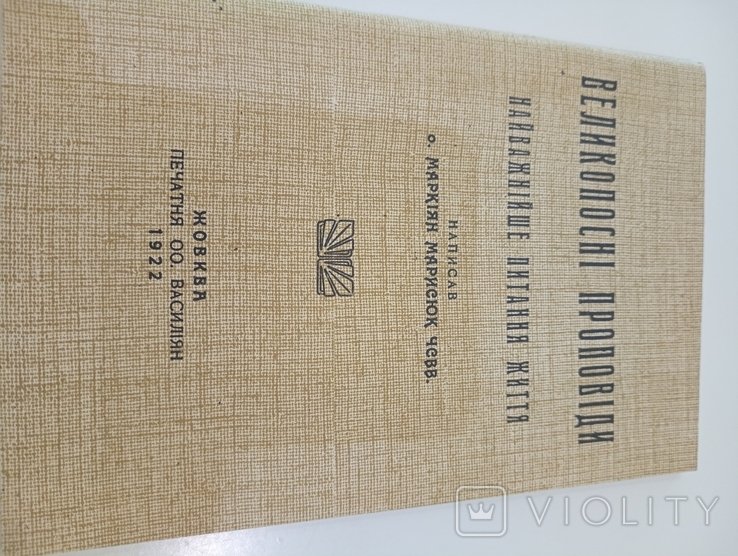 ВЕЛИКОПОСНІ ПРОПОВІДИ
НАЙВАЖНІЙШЕ ПИТАННЯ ЖИТТЯ
НАПИСАВ
о. МАРКІЯН МАРИСЮК ЧСВВ.
ЖОВКВА
ПЕЧАТНЯ ОО. ВАСИЛІЯН
1922
VIOLITY